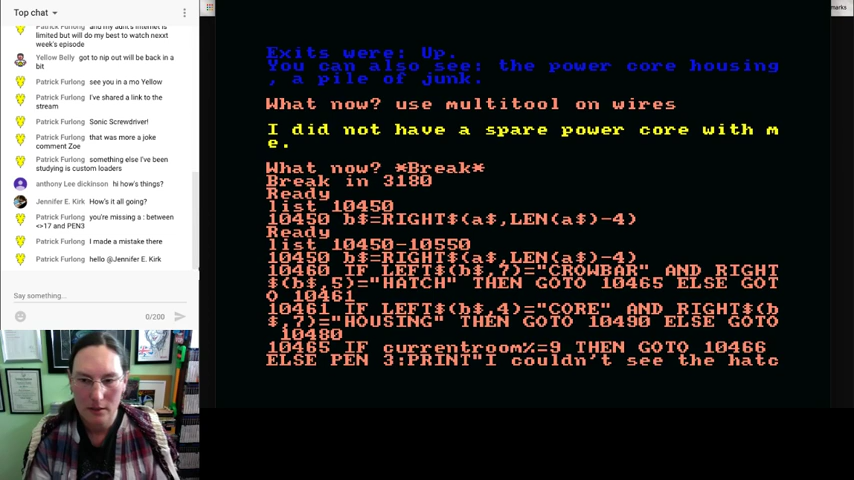 Top chat
Patrick Furlong and my aunt's internet is
limited but will do my best to watch nexxt
week's episode
Yellow Belly got to nip out will be back in a
bit
Patrick Furlong see you in a mo Yellow
Patrick Furlong I've shared a link to the
stream
Patrick Furlong Sonic Screwdriver!
Patrick Furlong that was more a joke
comment Zoe
Patrick Furlong something else I've been
studying is custom loaders
anthony Lee dickinson hi how's things?
Jennifer E. Kirk How's it all going?
Patrick Furlong you're missing a : between
<>17 and PEN3
Patrick Furlong I made a mistake there
Patrick Furlong hello @Jennifer E. Kirk
Say something...
0/200
marks
Exits were: Up.
You can also see: the power core housing
, a pile of junk.
What now? use multitool on wires
I did not have a spare power core with m
e.
What now? *Break*
Break in 3180
Ready
list 10450
10450 b$=RIGHT$(a$,LEN(a$)-4)
Ready
list 10450-10550
10450 b$=RIGHT$(a$,LEN(a$)-4)
10460 IF LEFT$(b$,7)="CROWBAR" AND RIGHT
$(b$,5)="HATCH" THEN GOTO 10465 ELSE GOT
O 10461
10461 IF LEFT$(b$,4)="CORE" AND RIGHT$(b
$,7)="HOUSING" THEN GOTO 10490 ELSE GOTO
10480
10465 IF currentroom%=9 THEN GOTO 10466
ELSE PEN 3:PRINT"I couldn't see the hatc